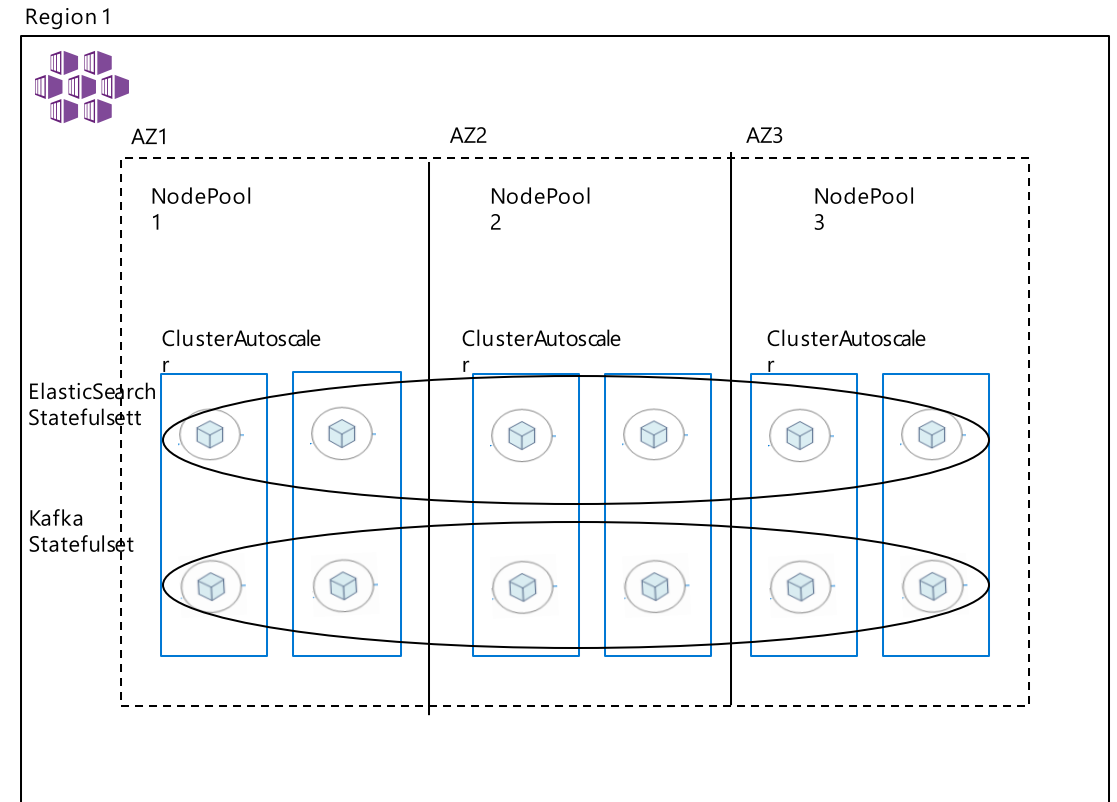 Region 1
AZ1
AZ2
AZ3
NodePool
1
NodePool
2
NodePool
3
ClusterAutoscale
r
ClusterAutoscale
r
ClusterAutoscale
r
ElasticSearch
Statefulsett
Kafka
Statefulset